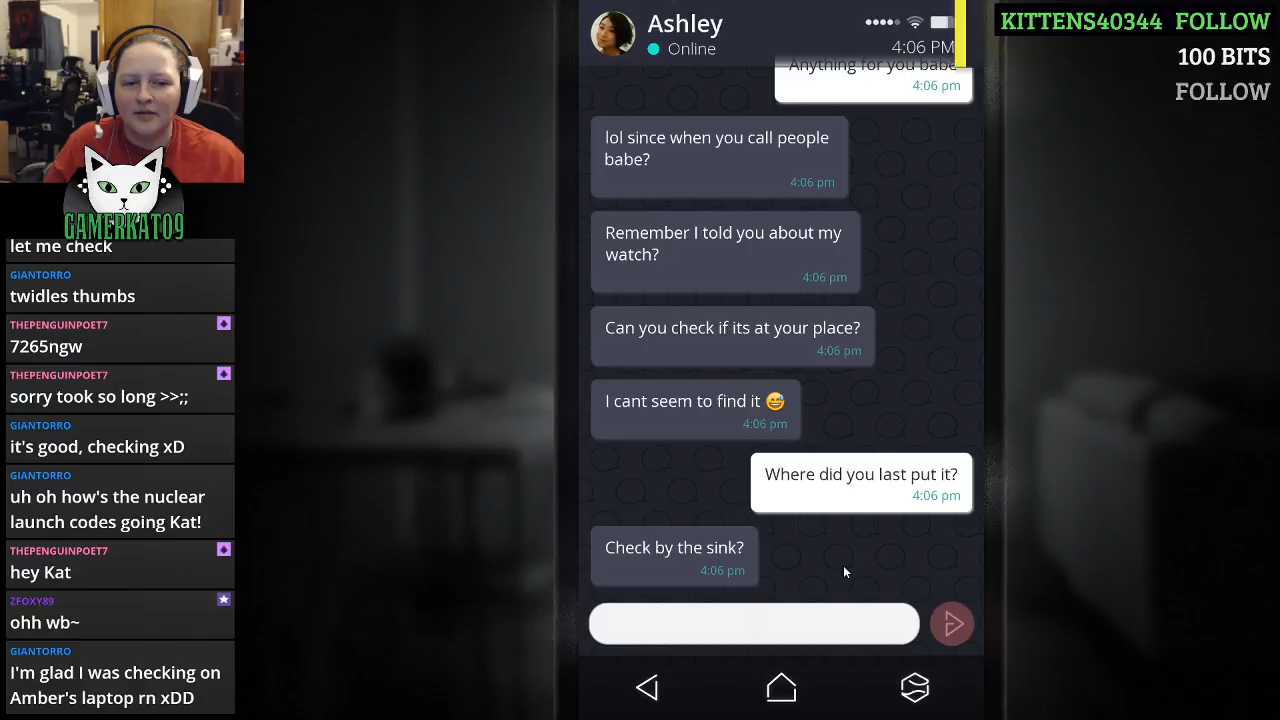 KITTENS40344 FOLLOW
100 BITS
FOLLOW
GAMERKAT09
let me check
GIANTORRO
twidles thumbs
THEPENGUINPOET7
7265ngw
THEPENGUINPOET7
sorry took so long >>;;
GIANTORRO
it's good, checking xD
GIANTORRO
uh oh how's the nuclear
launch codes going Kat!
THEPENGUINPOET7
hey Kat
ZFOXY89
ohh wb~
GIANTORRO
I'm glad I was checking on
Amber's laptop rn xDD
Ashley
Online
4:06 PM
Anything for you babe
4:06 pm
lol since when you call people
babe?
4:06 pm
Remember I told you about my
watch?
4:06 pm
Can you check if its at your place?
4:06 pm
I cant seem to find it 😅
4:06 pm
Where did you last put it?
4:06 pm
Check by the sink?
4:06 pm